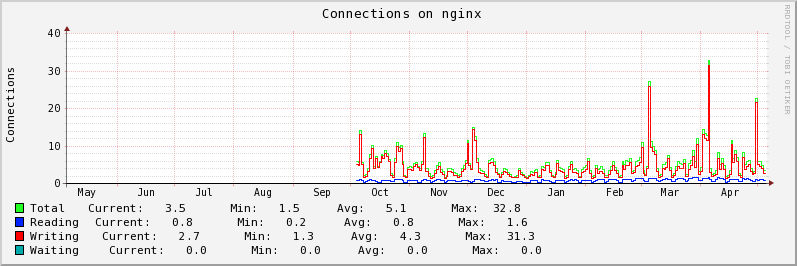 Connections on nginx
RRDTOOL / TOBI OETIKER
Connections
40
30
20
10
0
May Jun Jul Aug Sep Oct Nov Dec Jan Feb Mar Apr
Total Current: 3.5 Min: 1.5 Avg: 5.1 Max: 32.8
Reading Current: 0.8 Min: 0.2 Avg: 0.8 Max: 1.6
Writing Current: 2.7 Min: 1.3 Avg: 4.3 Max: 31.3
Waiting Current: 0.0 Min: 0.0 Avg: 0.0 Max: 0.0